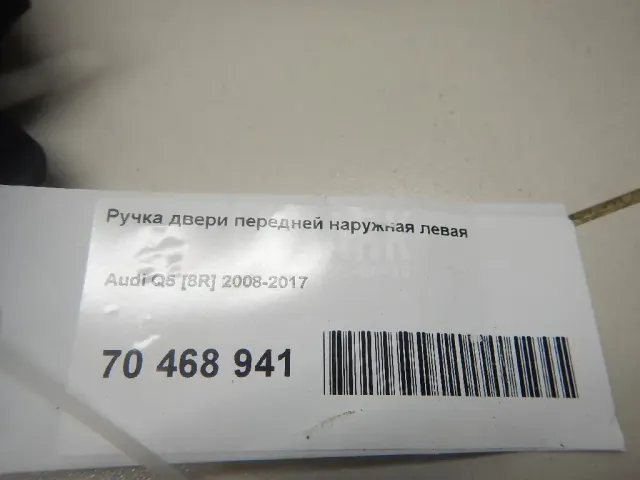 Ручка двери передней наружная левая
Audi Q5 [8R] 2008-2017
70 468 941